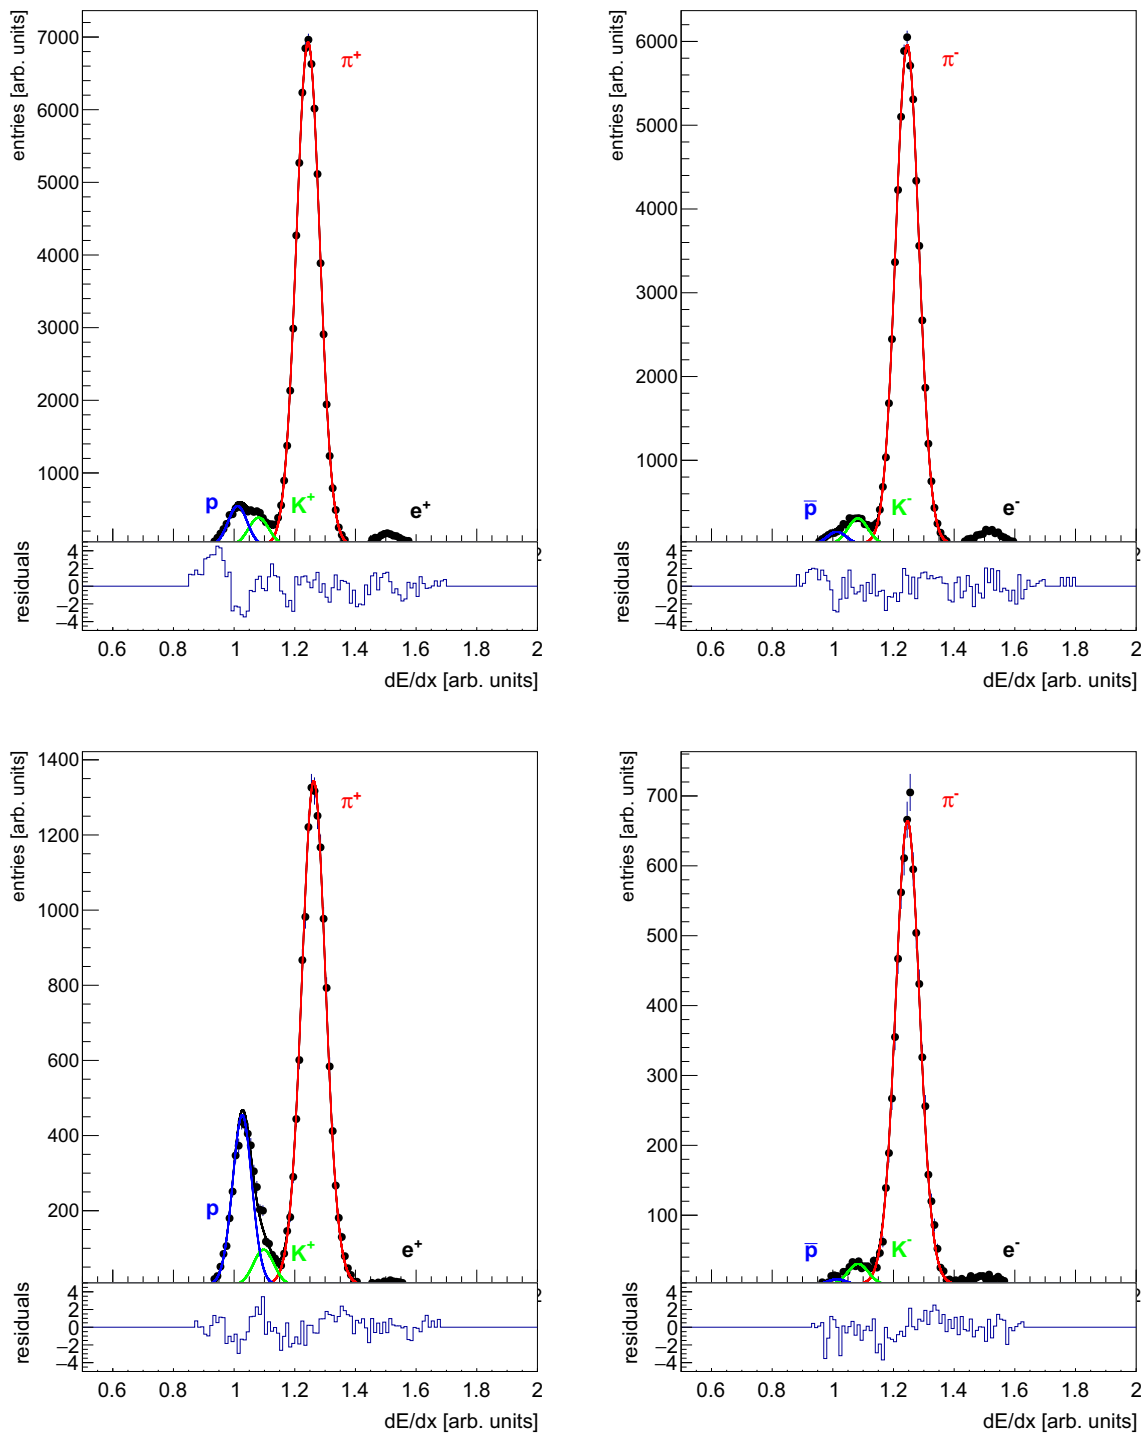 entries [arb. units]
7000
6000
5000
4000
3000
2000
1000
π⁺
p
K⁺
e⁺
2
residuals
4
2
0
−2
−4
0.6 0.8 1 1.2 1.4 1.6 1.8 2
dE/dx [arb. units]
entries [arb. units]
6000
5000
4000
3000
2000
1000
π⁻
p̅
K⁻
e⁻
2
residuals
4
2
0
−2
−4
0.6 0.8 1 1.2 1.4 1.6 1.8 2
dE/dx [arb. units]
entries [arb. units]
1400
1200
1000
800
600
400
200
π⁺
p
K⁺
e⁺
2
residuals
4
2
0
−2
−4
0.6 0.8 1 1.2 1.4 1.6 1.8 2
dE/dx [arb. units]
entries [arb. units]
700
600
500
400
300
200
100
π⁻
p̅
K⁻
e⁻
2
residuals
4
2
0
−2
−4
0.6 0.8 1 1.2 1.4 1.6 1.8 2
dE/dx [arb. units]